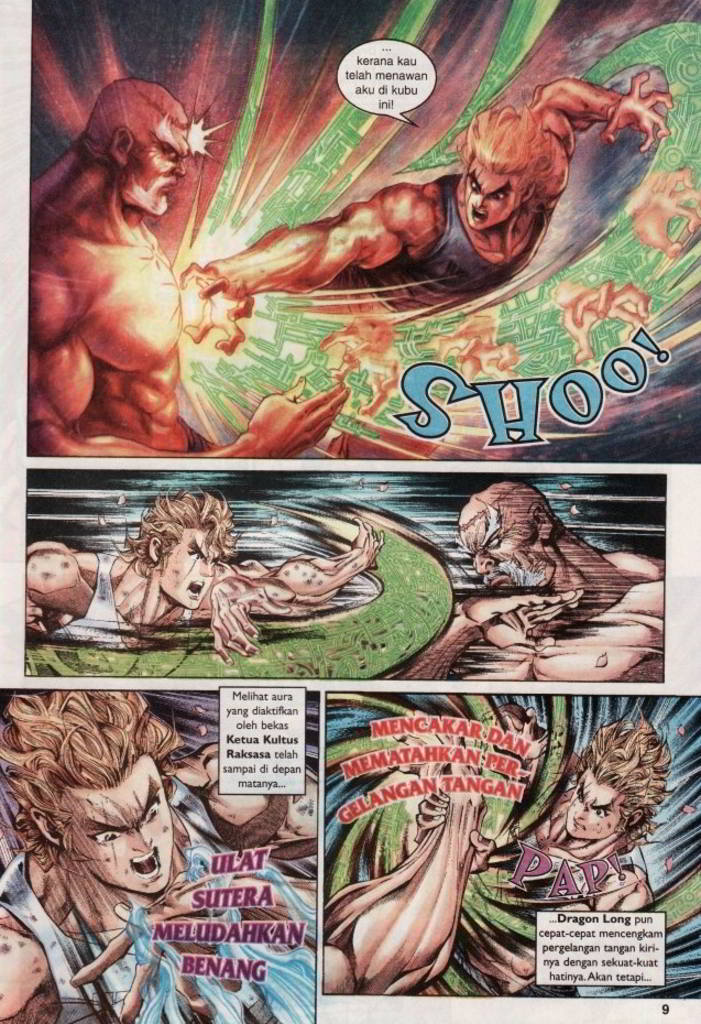 ...
kerana kau
telah menawan
aku di kubu
ini!
SHOO!
Melihat aura
yang diaktifkan
oleh bekas
Ketua Kultus
Raksasa telah
sampai di depan
matanya...
ULAT
SUTERA
MELUDAHKAN
BENANG
MENCAKAR DAN
MEMATAHKAN PER-
GELANGAN TANGAN
PAP!
...Dragon Long pun
cepat-cepat mencengkam
pergelangan tangan kiri-
nya dengan sekuat-kuat
hatinya. Akan tetapi...
9